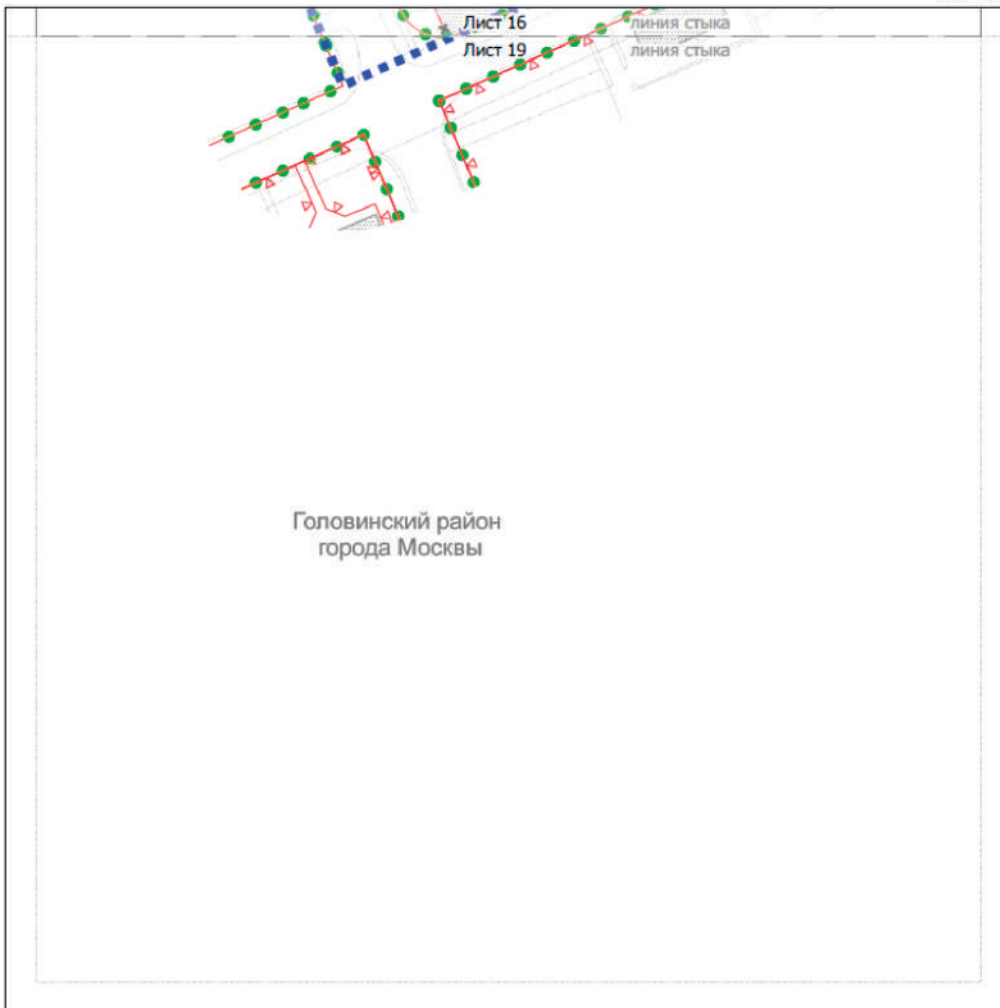 Лист 16
линия стыка
Лист 19
линия стыка
Головинский район
города Москвы